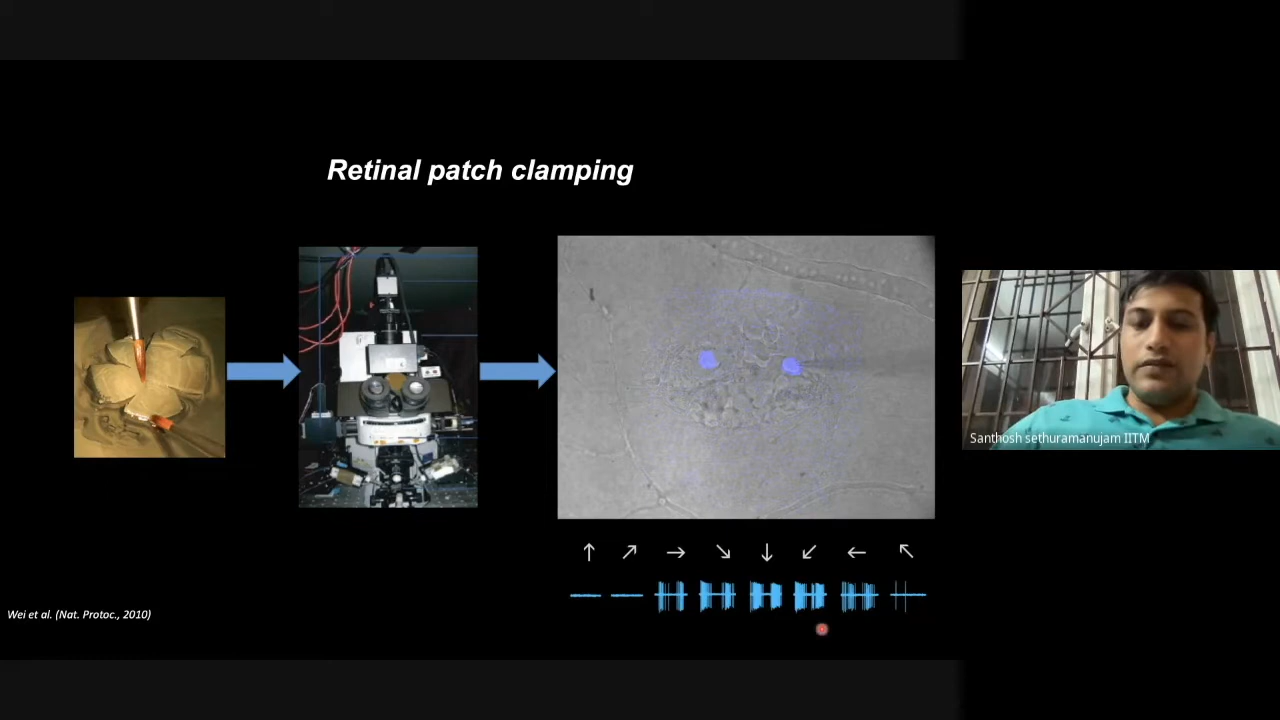 Retinal patch clamping
Santhosh sethuramanujam IITM
↑ ↗ → ↘ ↓ ↙ ← ↖
Wei et al. (Nat. Protoc., 2010)